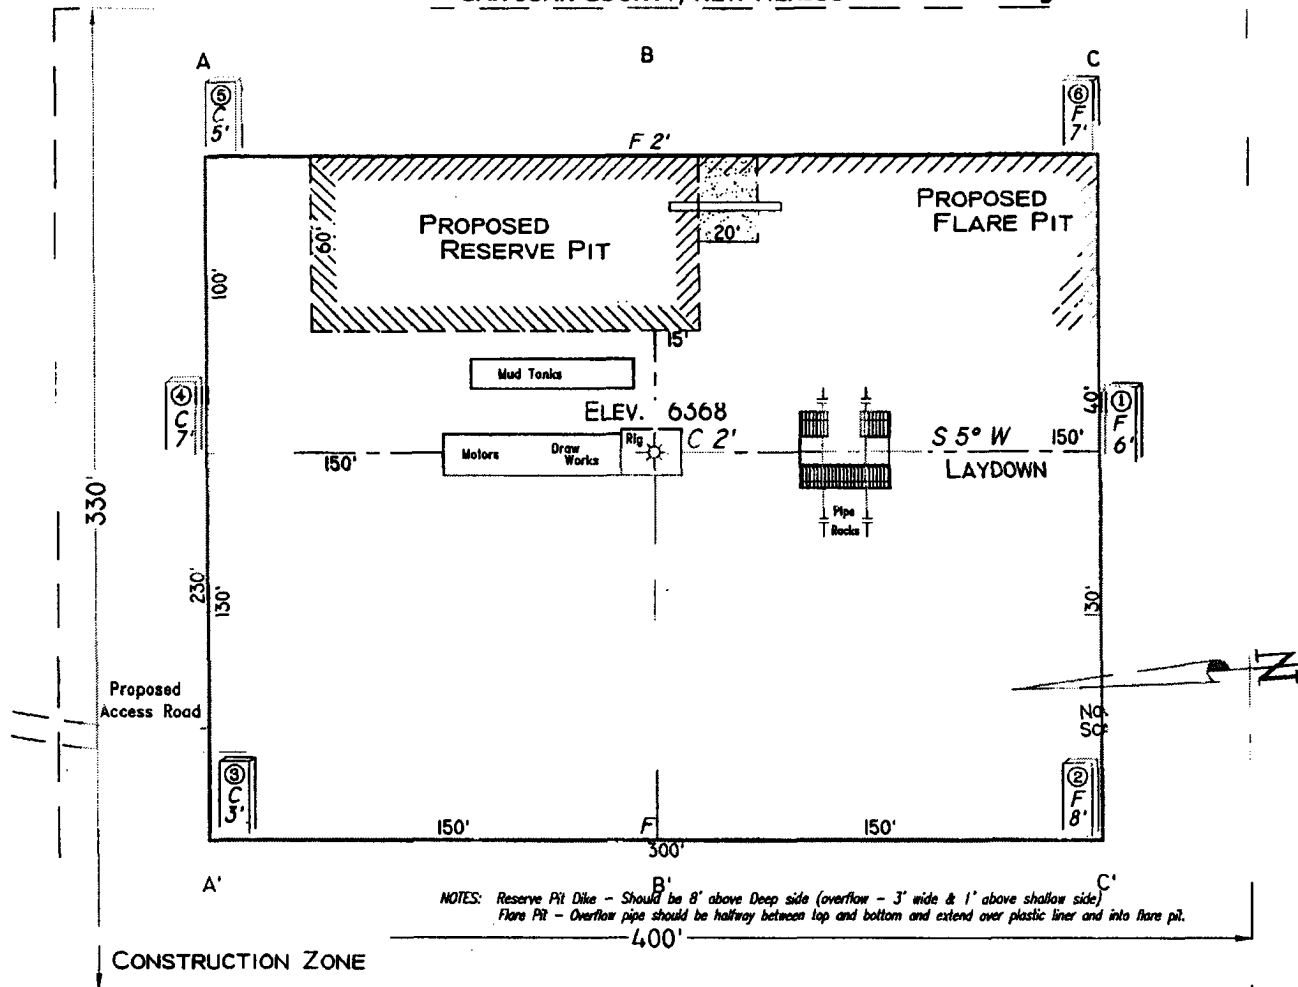 A
B
C
⑤
C
5'
⑥
F
7'
F 2'
PROPOSED
RESERVE PIT
60'
20'
PROPOSED
FLARE PIT
100'
15'
Mud Tanks
④
C
7'
ELEV. 6368
Rig
C 2'
Motors
Draw
Works
150'
S 5° W
150'
LAYDOWN
40'
①
F
6'
Pipe
Racks
330'
230'
130'
130'
N
Proposed
Access Road
NO.
③
C
3'
②
F
8'
150'
F
150'
300'
A'
B'
C'
NOTES: Reserve Pit Dike – Should be 8' above Deep side (overflow – 3' wide & 1' above shallow side)
Flare Pit – Overflow pipe should be halfway between top and bottom and extend over plastic liner and into flare pit.
400'
CONSTRUCTION ZONE